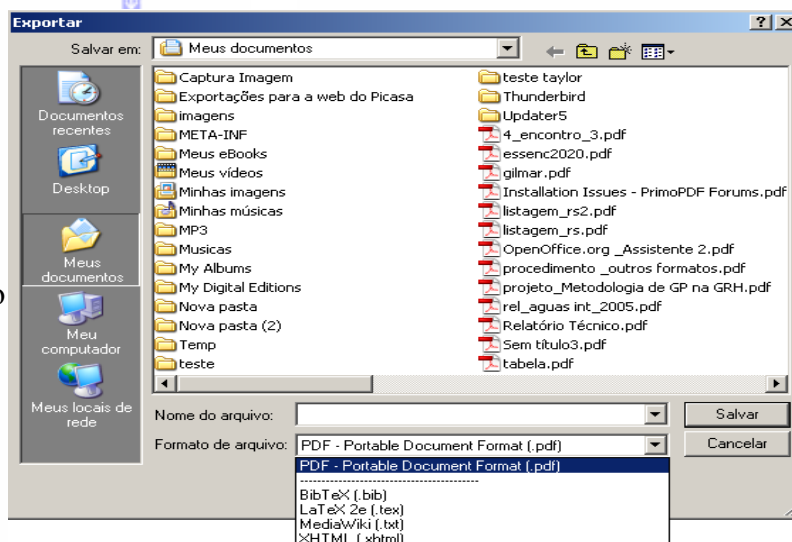 Exportar
Salvar em:
Meus documentos
Documentos
recentes
Desktop
Meus
documentos
Meu
computador
Meus locais de
rede
Captura Imagem
Exportações para a web do Picasa
imagens
META-INF
Meus eBooks
Meus vídeos
Minhas imagens
Minhas músicas
MP3
Musicas
My Albums
My Digital Editions
Nova pasta
Nova pasta (2)
Temp
teste
teste taylor
Thunderbird
Updater5
4_encontro_3.pdf
essenc2020.pdf
gilmar.pdf
Installation Issues - PrimoPDF Forums.pdf
listagem_rs2.pdf
listagem_rs.pdf
OpenOffice.org _Assistente 2.pdf
procedimento _outros formatos.pdf
projeto_Metodologia de GP na GRH.pdf
rel_aguas int_2005.pdf
Relatório Técnico.pdf
Sem título3.pdf
tabela.pdf
Nome do arquivo:
Salvar
Formato de arquivo:
PDF - Portable Document Format (.pdf)
Cancelar
PDF - Portable Document Format (.pdf)
BibTeX (.bib)
LaTeX 2e (.tex)
MediaWiki (.txt)
XHTML (.xhtml)